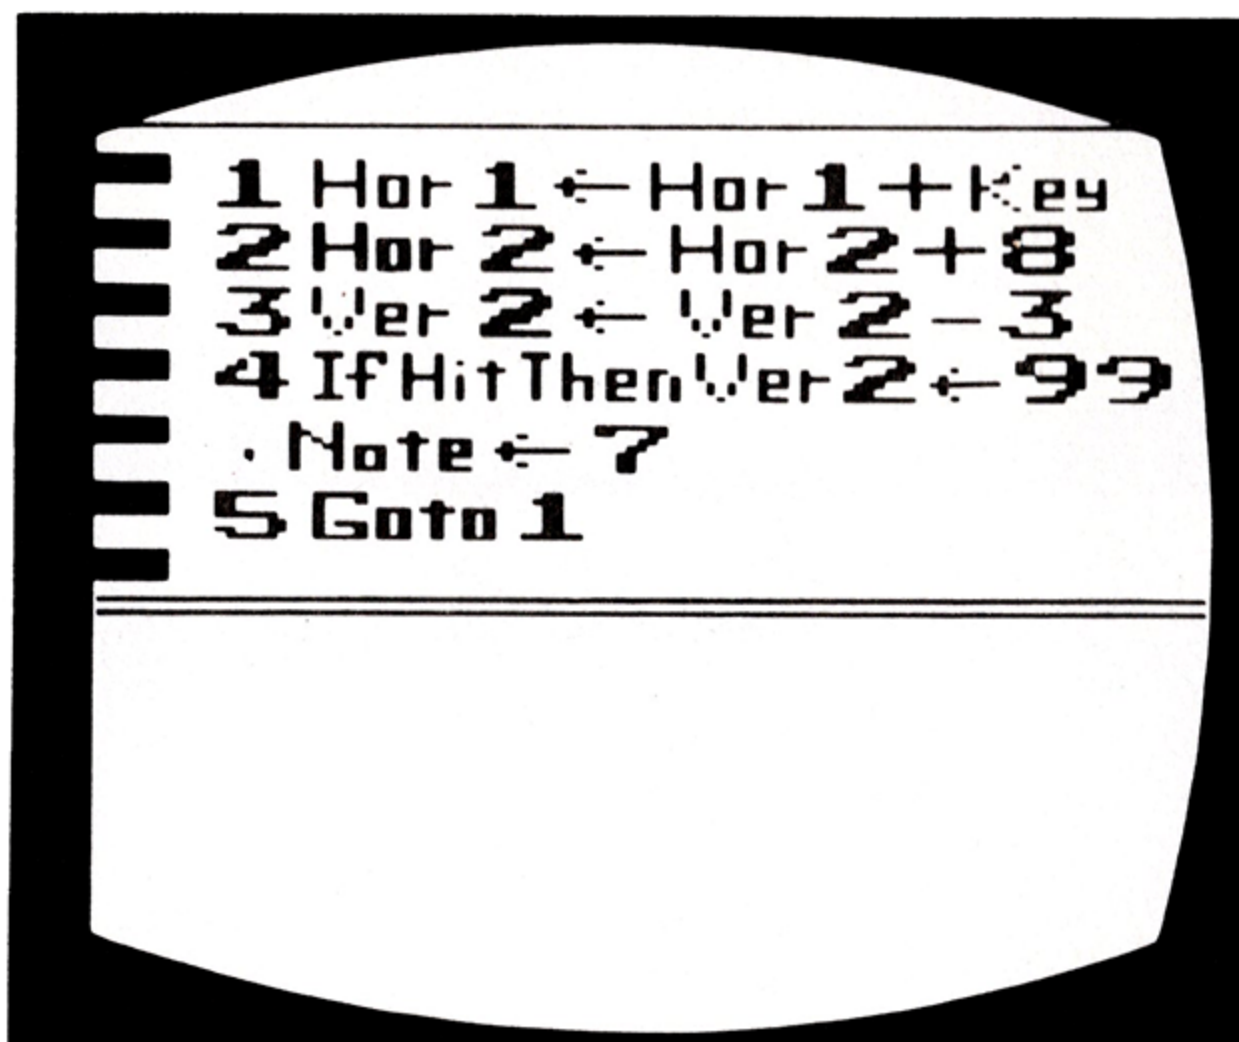 1 Hor 1 ← Hor 1 + Key
2 Hor 2 ← Hor 2 + 8
3 Ver 2 ← Ver 2 - 3
4 If Hit Then Ver 2 ← 99
. Note ← 7
5 Goto 1